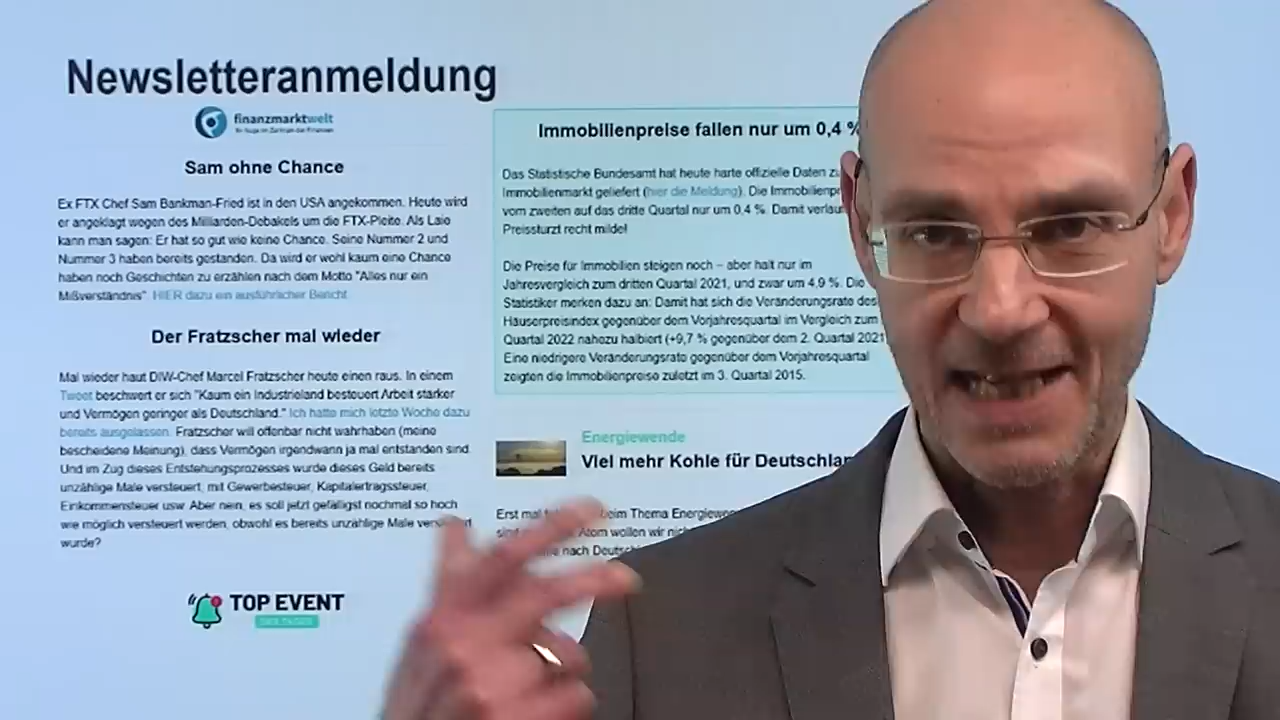 Newsletteranmeldung
finanzmarktwelt
Sam ohne Chance
Ex FTX Chef Sam Bankman-Fried ist in den USA angekommen. Heute wird
er angeklagt wegen des Milliarden-Debakels um die FTX-Pleite. Als Laie
kann man sagen: Er hat so gut wie keine Chance. Seine Nummer 2 und
Nummer 3 haben bereits gestanden. Da wird er wohl kaum eine Chance
haben noch Geschichten zu erzählen nach dem Motto "Alles nur ein
Mißverständnis". HIER dazu ein ausführlicher Bericht.
Der Fratzscher mal wieder
Mal wieder haut DIW-Chef Marcel Fratzscher heute einen raus. In einem
Tweet beschwert er sich "Kaum ein Industrieland besteuert Arbeit stärker
und Vermögen geringer als Deutschland." Ich hatte mich letzte Woche dazu
bereits ausgelassen. Fratzscher will offenbar nicht wahrhaben (meine
bescheidene Meinung), dass Vermögen irgendwann ja mal entstanden sind.
Und im Zug dieses Entstehungsprozesses wurde dieses Geld bereits
unzählige Male versteuert, mit Gewerbesteuer, Kapitalertragssteuer,
Einkommensteuer usw. Aber nein, es soll jetzt gefälligst nochmal so hoch
wie möglich versteuert werden, obwohl es bereits unzählige Male
wurde?
TOP EVENT
Immobilienpreise fallen nur um 0,4 %
Das Statistische Bundesamt hat heute harte offizielle Daten
Immobilienmarkt geliefert (hier die Meldung). Die
vom zweiten auf das dritte Quartal nur um 0,4 %. Damit
Preissturzt recht milde!
Die Preise für Immobilien steigen noch – aber halt nur im
Jahresvergleich zum dritten Quartal 2021, und zwar um 4,9 %. Die
Statistiker merken dazu an: Damit hat sich die Veränderungsrate des
Häuserpreisindex gegenüber dem Vorjahresquartal im Vergleich zum
Quartal 2022 nahezu halbiert (+9,7 % gegenüber dem 2. Quartal 2021
Eine niedrigere Veränderungsrate gegenüber dem Vorjahresquartal
zeigten die Immobilienpreise zuletzt im 3. Quartal 2015.
Energiewende
Viel mehr Kohle für
Erst mal beim Thema
Atom wollen wir
nach